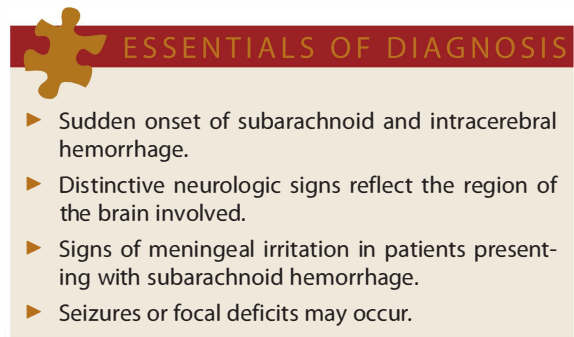 ESSENTIALS OF DIAGNOSIS
► Sudden onset of subarachnoid and intracerebral
hemorrhage.
► Distinctive neurologic signs reflect the region of
the brain involved.
► Signs of meningeal irritation in patients present-
ing with subarachnoid hemorrhage.
► Seizures or focal deficits may occur.